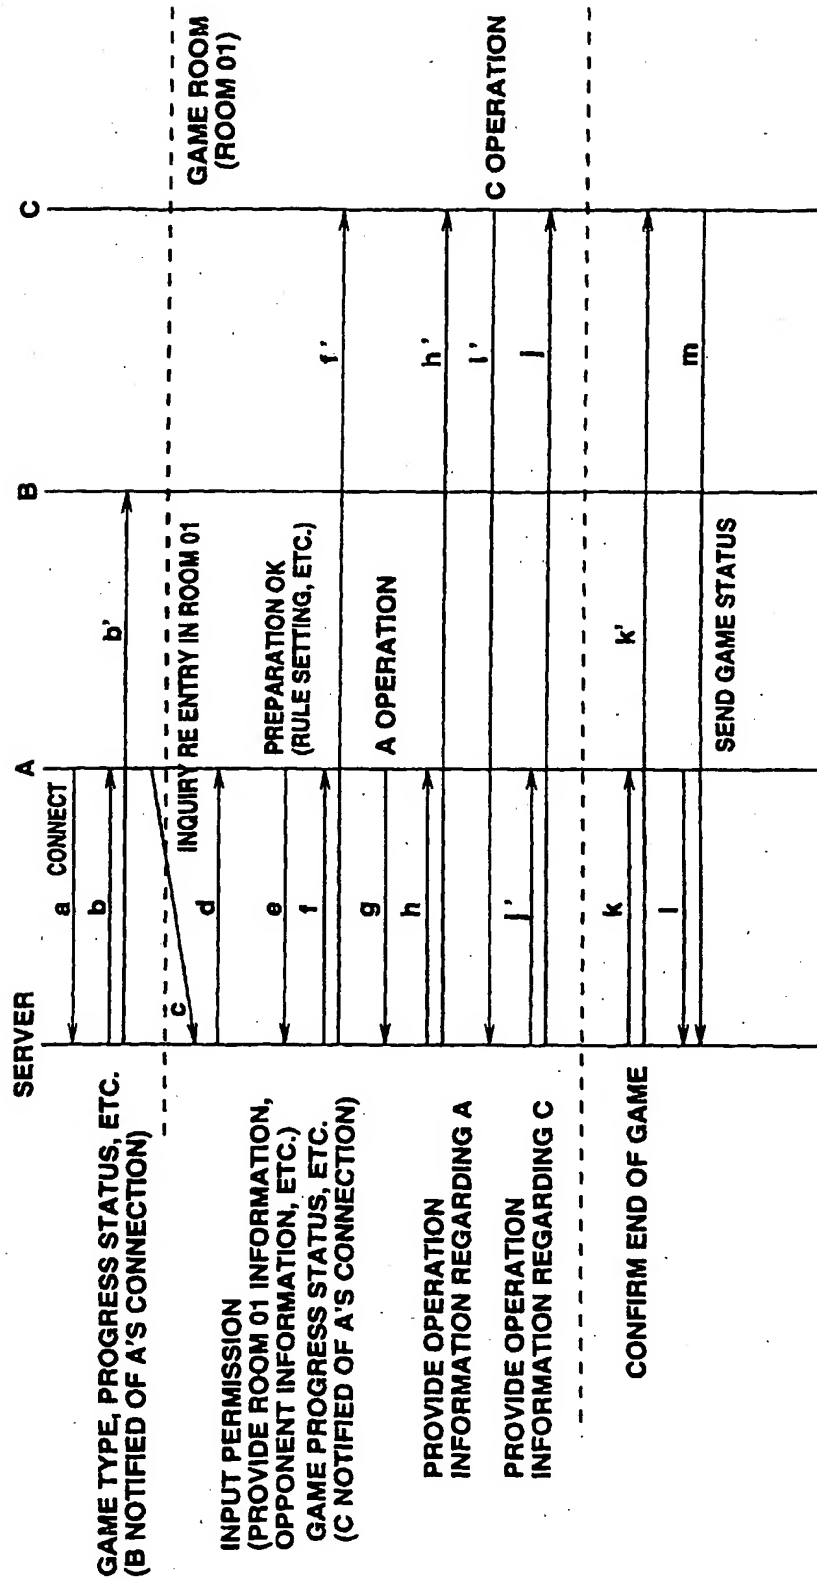 SERVER
A
B
C
GAME TYPE, PROGRESS STATUS, ETC.
(B NOTIFIED OF A'S CONNECTION)
a
CONNECT
b
b'
c
INQUIRY RE ENTRY IN ROOM 01
GAME ROOM
(ROOM 01)
INPUT PERMISSION
(PROVIDE ROOM 01 INFORMATION,
OPPONENT INFORMATION, ETC.)
d
GAME PROGRESS STATUS, ETC.
(C NOTIFIED OF A'S CONNECTION)
e
PREPARATION OK
(RULE SETTING, ETC.)
f
f'
g
A OPERATION
PROVIDE OPERATION
INFORMATION REGARDING A
h
h'
i'
C OPERATION
PROVIDE OPERATION
INFORMATION REGARDING C
j'
j
CONFIRM END OF GAME
k
k'
l
m
SEND GAME STATUS